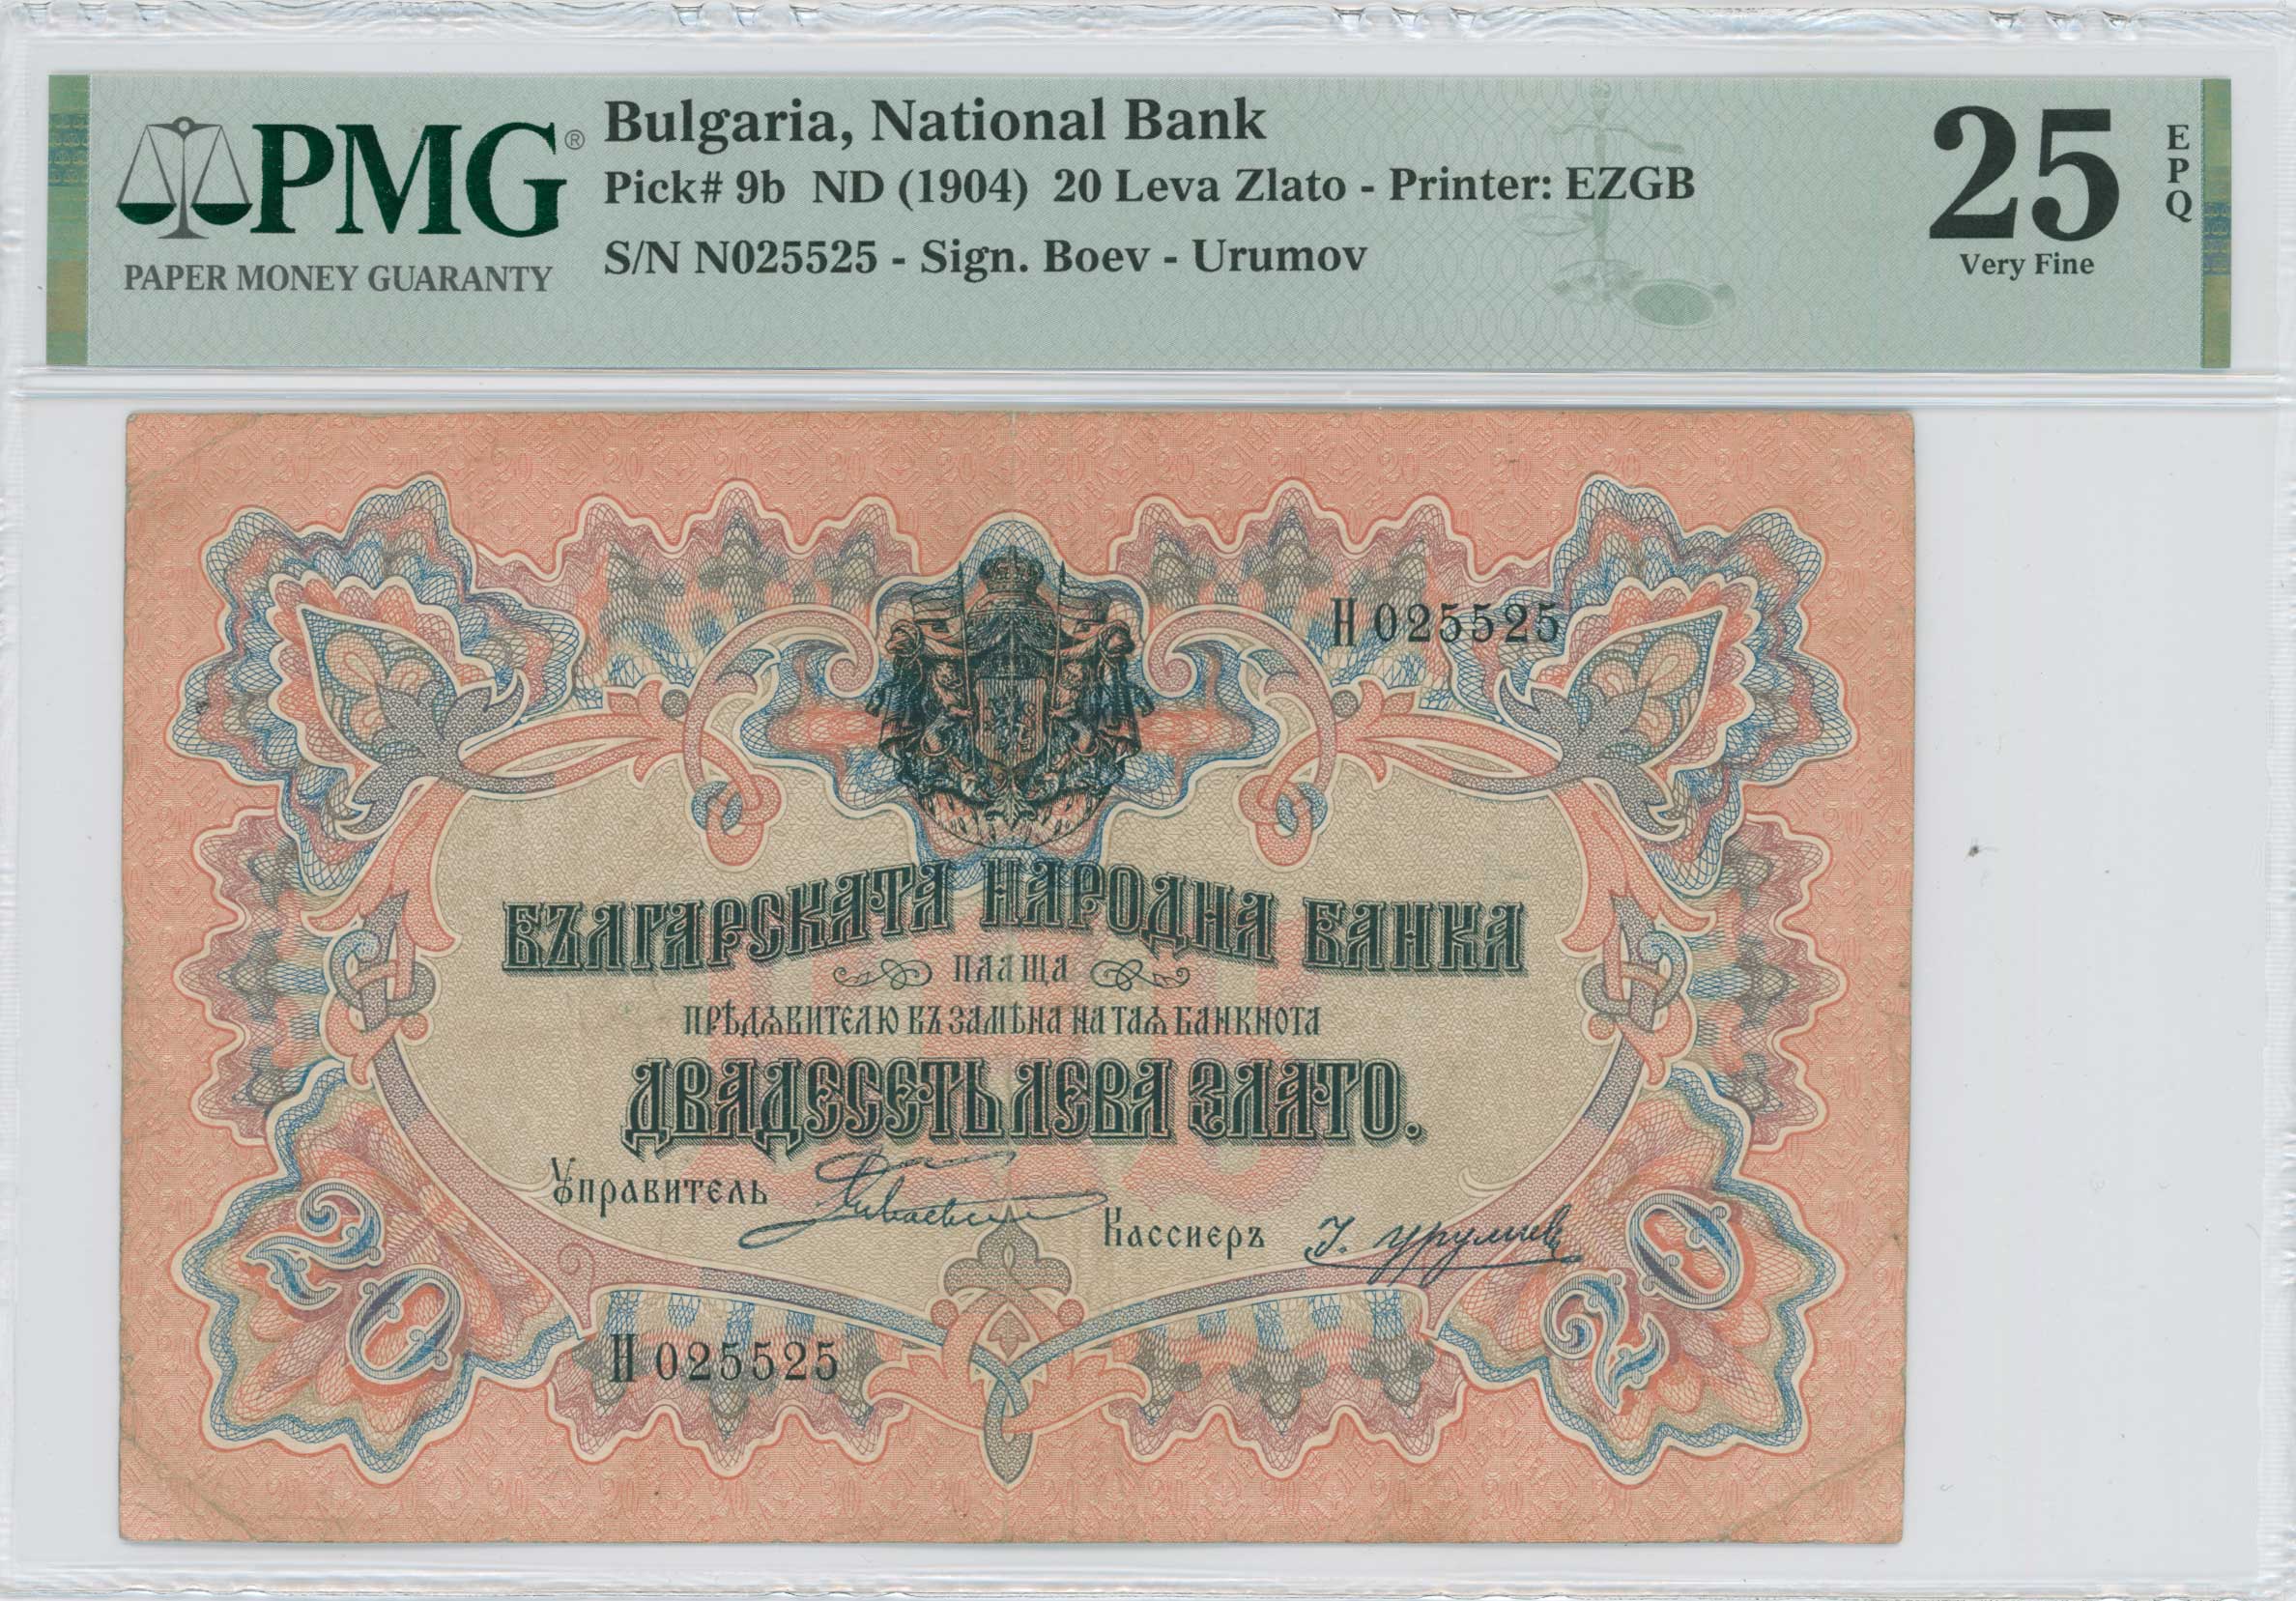 PMG®
PAPER MONEY GUARANTY
Bulgaria, National Bank
Pick# 9b ND (1904) 20 Leva Zlato - Printer: EZGB
S/N N025525 - Sign. Boev - Urumov
25
EPQ
Very Fine
Н 025525
БЪЛГАРСКАТА НАРОДНА БАНКА
ПЛАЩА
ПРѢДѦВИТЕЛЮ ВЪ ЗАМѢНА НА ТАѦ БАНКНОТА
ДВАДЕСЕТЬ ЛЕВА ЗЛАТО.
Управитель
Кассиеръ
20
20
Н 025525